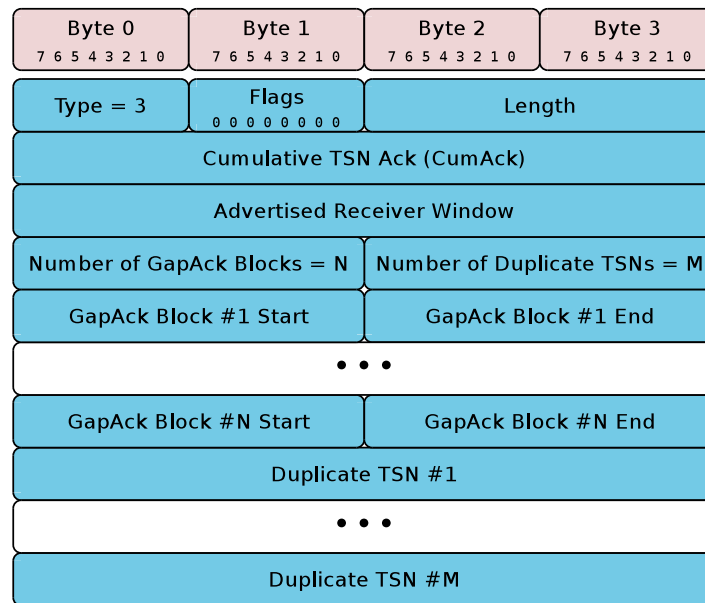 Byte 0 Byte 1 Byte 2 Byte 3
7 6 5 4 3 2 1 0 7 6 5 4 3 2 1 0 7 6 5 4 3 2 1 0 7 6 5 4 3 2 1 0
Type = 3 Flags Length
0 0 0 0 0 0 0 0
Cumulative TSN Ack (CumAck)
Advertised Receiver Window
Number of GapAck Blocks = N Number of Duplicate TSNs = M
GapAck Block #1 Start GapAck Block #1 End
• • •
GapAck Block #N Start GapAck Block #N End
Duplicate TSN #1
• • •
Duplicate TSN #M